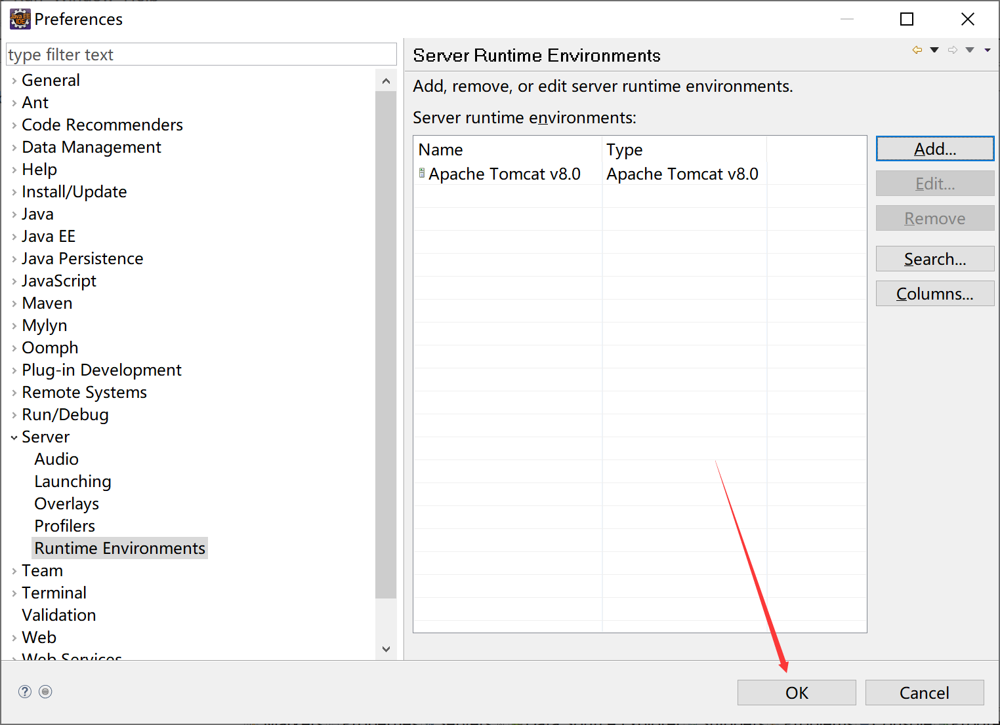 Preferences
type filter text
General
Ant
Code Recommenders
Data Management
Help
Install/Update
Java
Java EE
Java Persistence
JavaScript
Maven
Mylyn
Oomph
Plug-in Development
Remote Systems
Run/Debug
Server
Audio
Launching
Overlays
Profilers
Runtime Environments
Team
Terminal
Validation
Web
Web Services
Server Runtime Environments
Add, remove, or edit server runtime environments.
Server runtime environments:
Name Type
Apache Tomcat v8.0 Apache Tomcat v8.0
Add...
Edit...
Remove
Search...
Columns...
OK Cancel